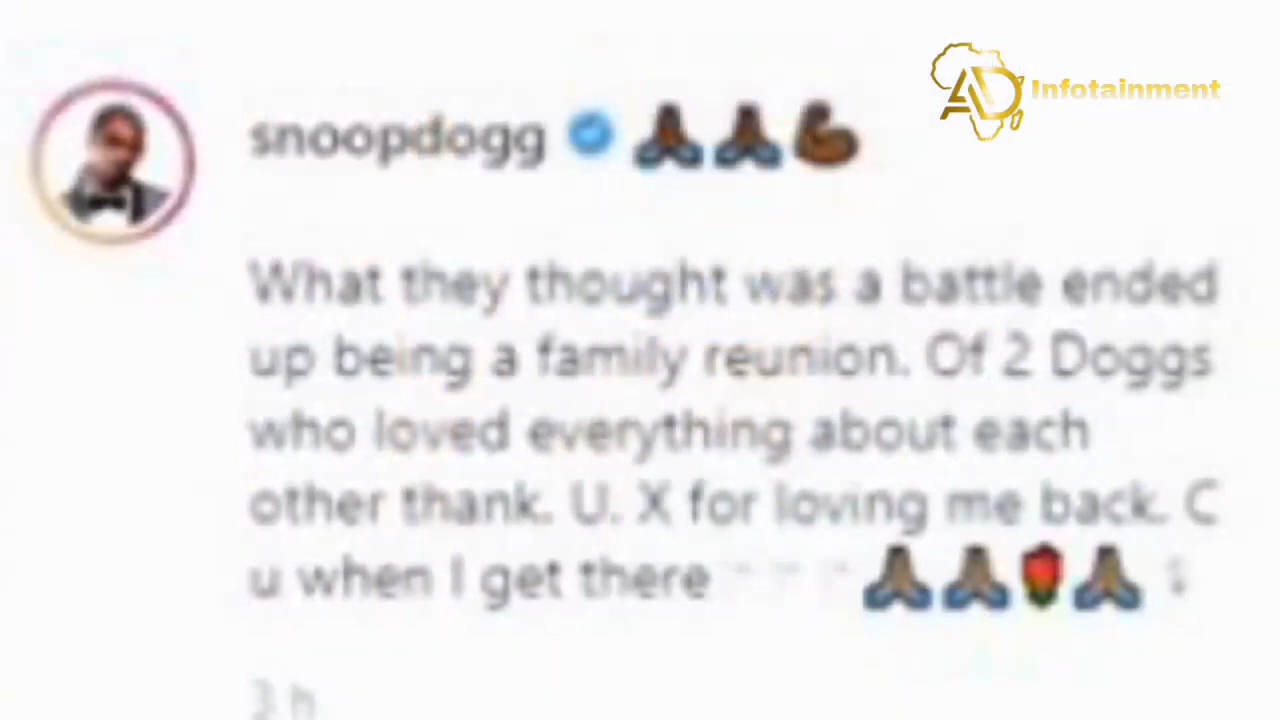 AD Infotainment
snoopdogg 🙏🏾🙏🏾💪🏾
What they thought was a battle ended
up being a family reunion. Of 2 Doggs
who loved everything about each
other thank. U. X for loving me back. C
u when I get there 🙏🏽🙏🏽🌹🙏🏽
3 h